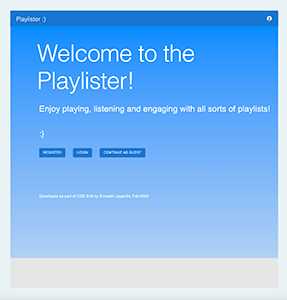 Playlister :)
Welcome to the
Playlister!
Enjoy playing, listening and engaging with all sorts of playlists!
:)
REGISTER LOGIN CONTINUE AS GUEST
Developed as part of CSE 316 by Srinath Fall 2022